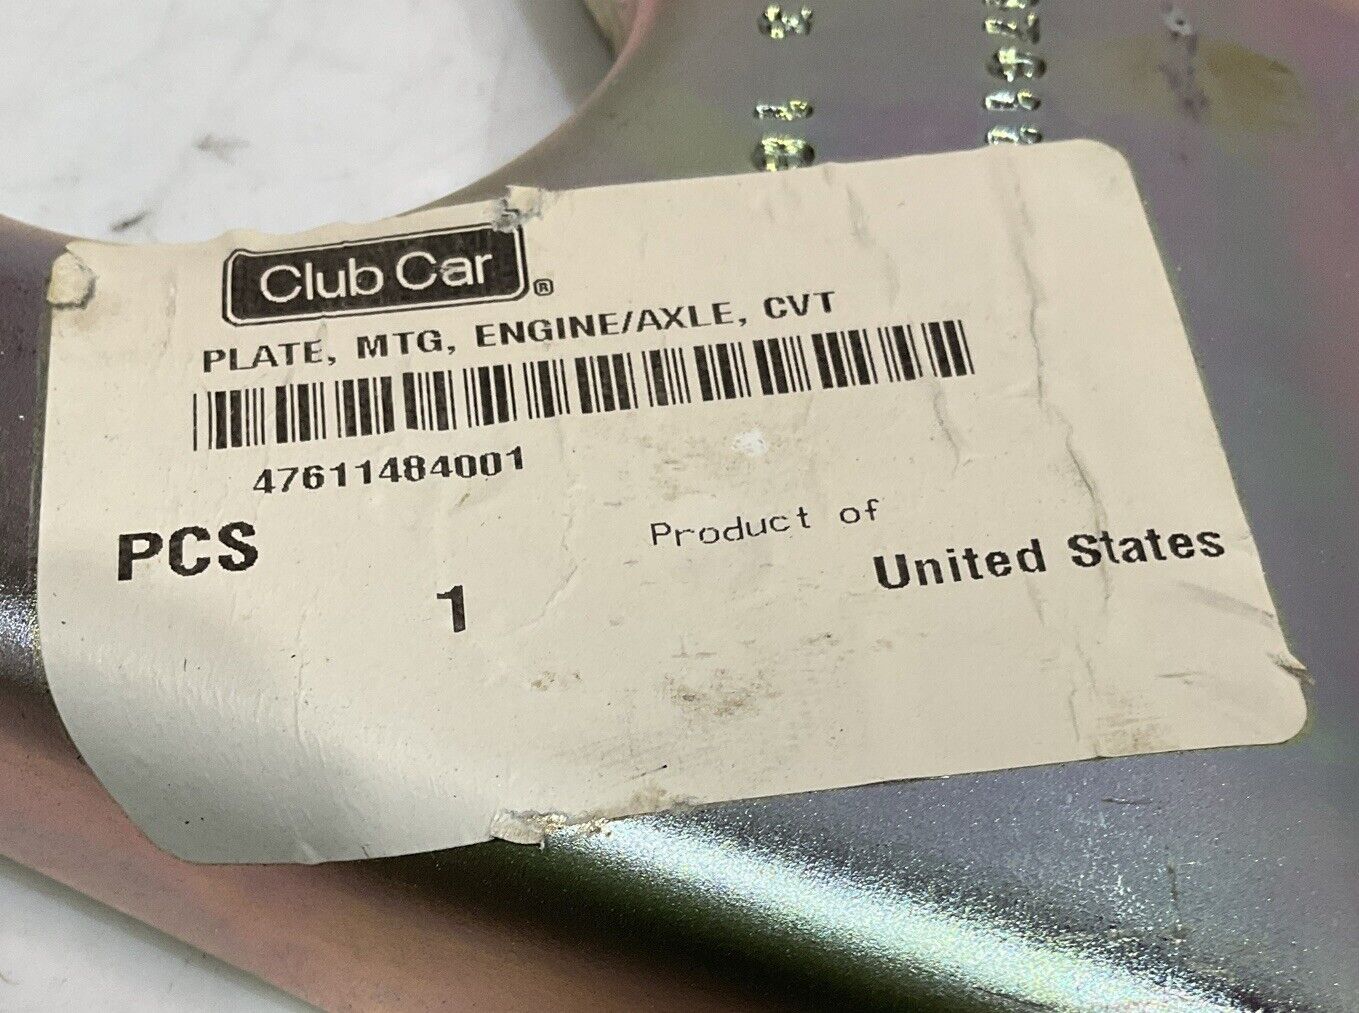 Club Car ®
PLATE, MTG, ENGINE/AXLE, CVT
47611484001
PCS
1
Product of
United States